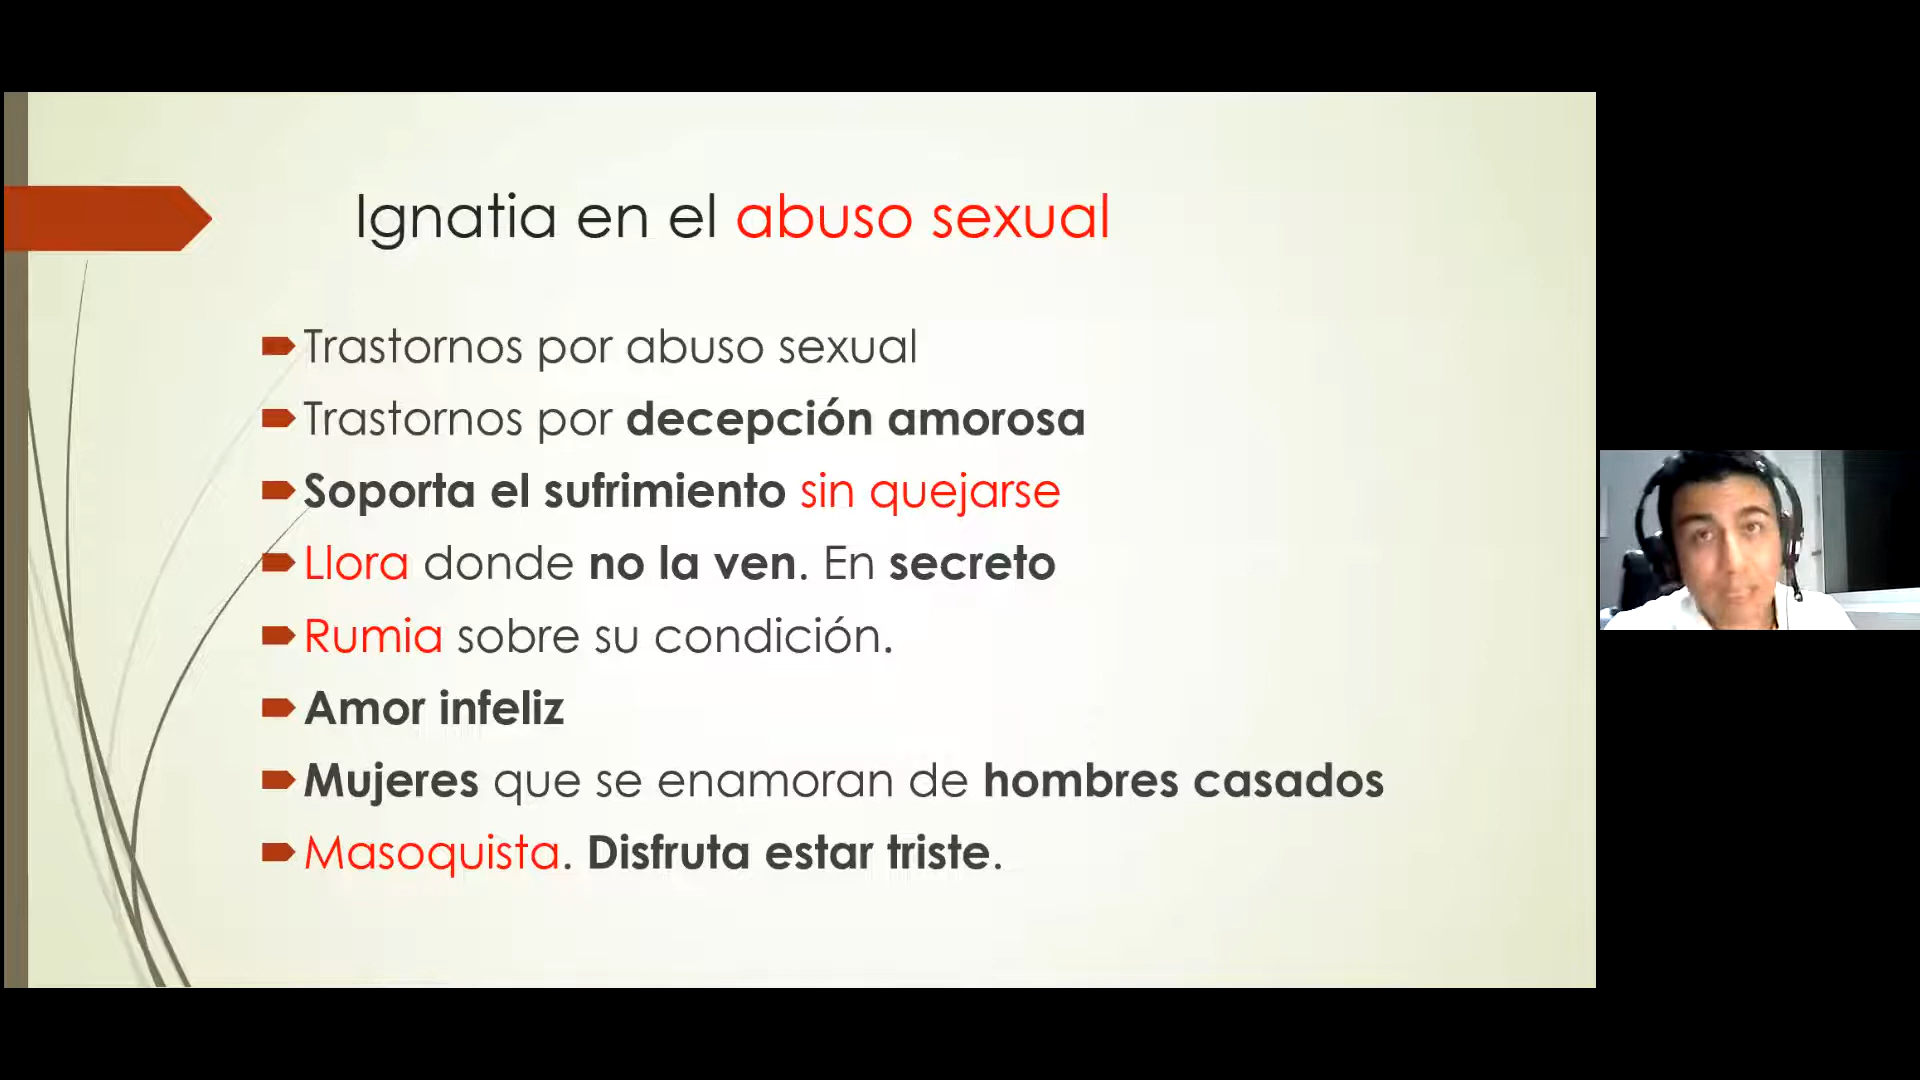 Ignatia en el abuso sexual
Trastornos por abuso sexual
Trastornos por decepción amorosa
Soporta el sufrimiento sin quejarse
Llora donde no la ven. En secreto
Rumia sobre su condición.
Amor infeliz
Mujeres que se enamoran de hombres casados
Masoquista. Disfruta estar triste.